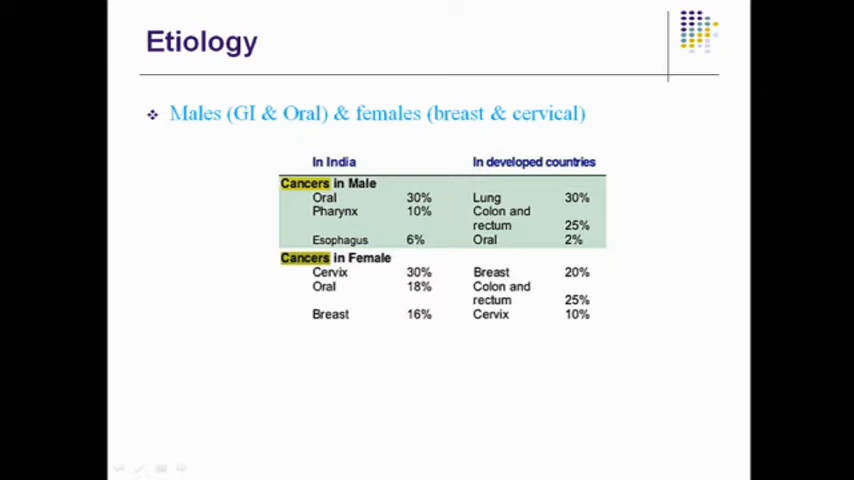 Etiology
Males (GI & Oral) & females (breast & cervical)
In India In developed countries
Cancers in Male
Oral 30% Lung 30%
Pharynx 10% Colon and
rectum 25%
Esophagus 6% Oral 2%
Cancers in Female
Cervix 30% Breast 20%
Oral 18% Colon and
rectum 25%
Breast 16% Cervix 10%